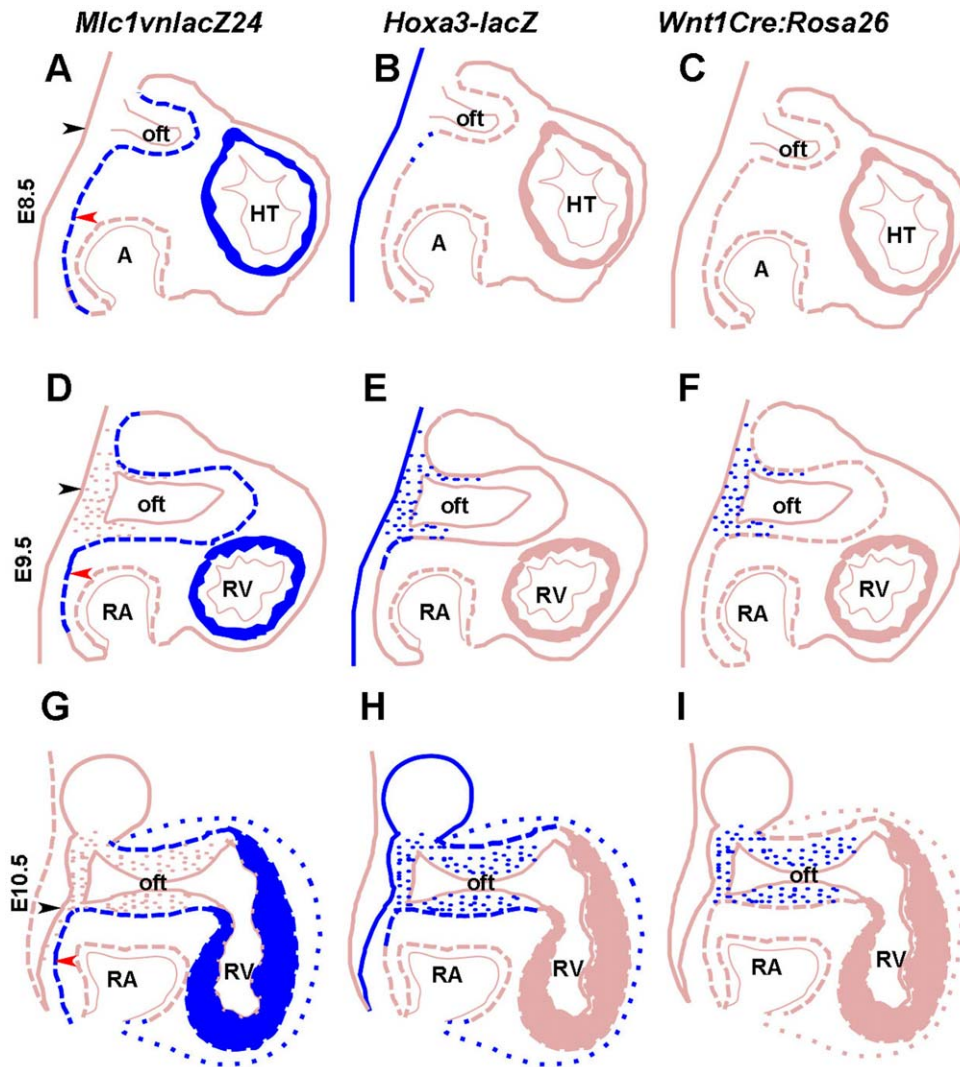 Mlc1vnlacZ24 Hoxa3-lacZ Wnt1Cre:Rosa26
A B C
oft oft oft
E8.5
HT HT HT
A A A
D E F
oft oft oft
E9.5
RA RV RA RV RA RV
G H I
oft oft oft
E10.5
RA RV RA RV RA RV